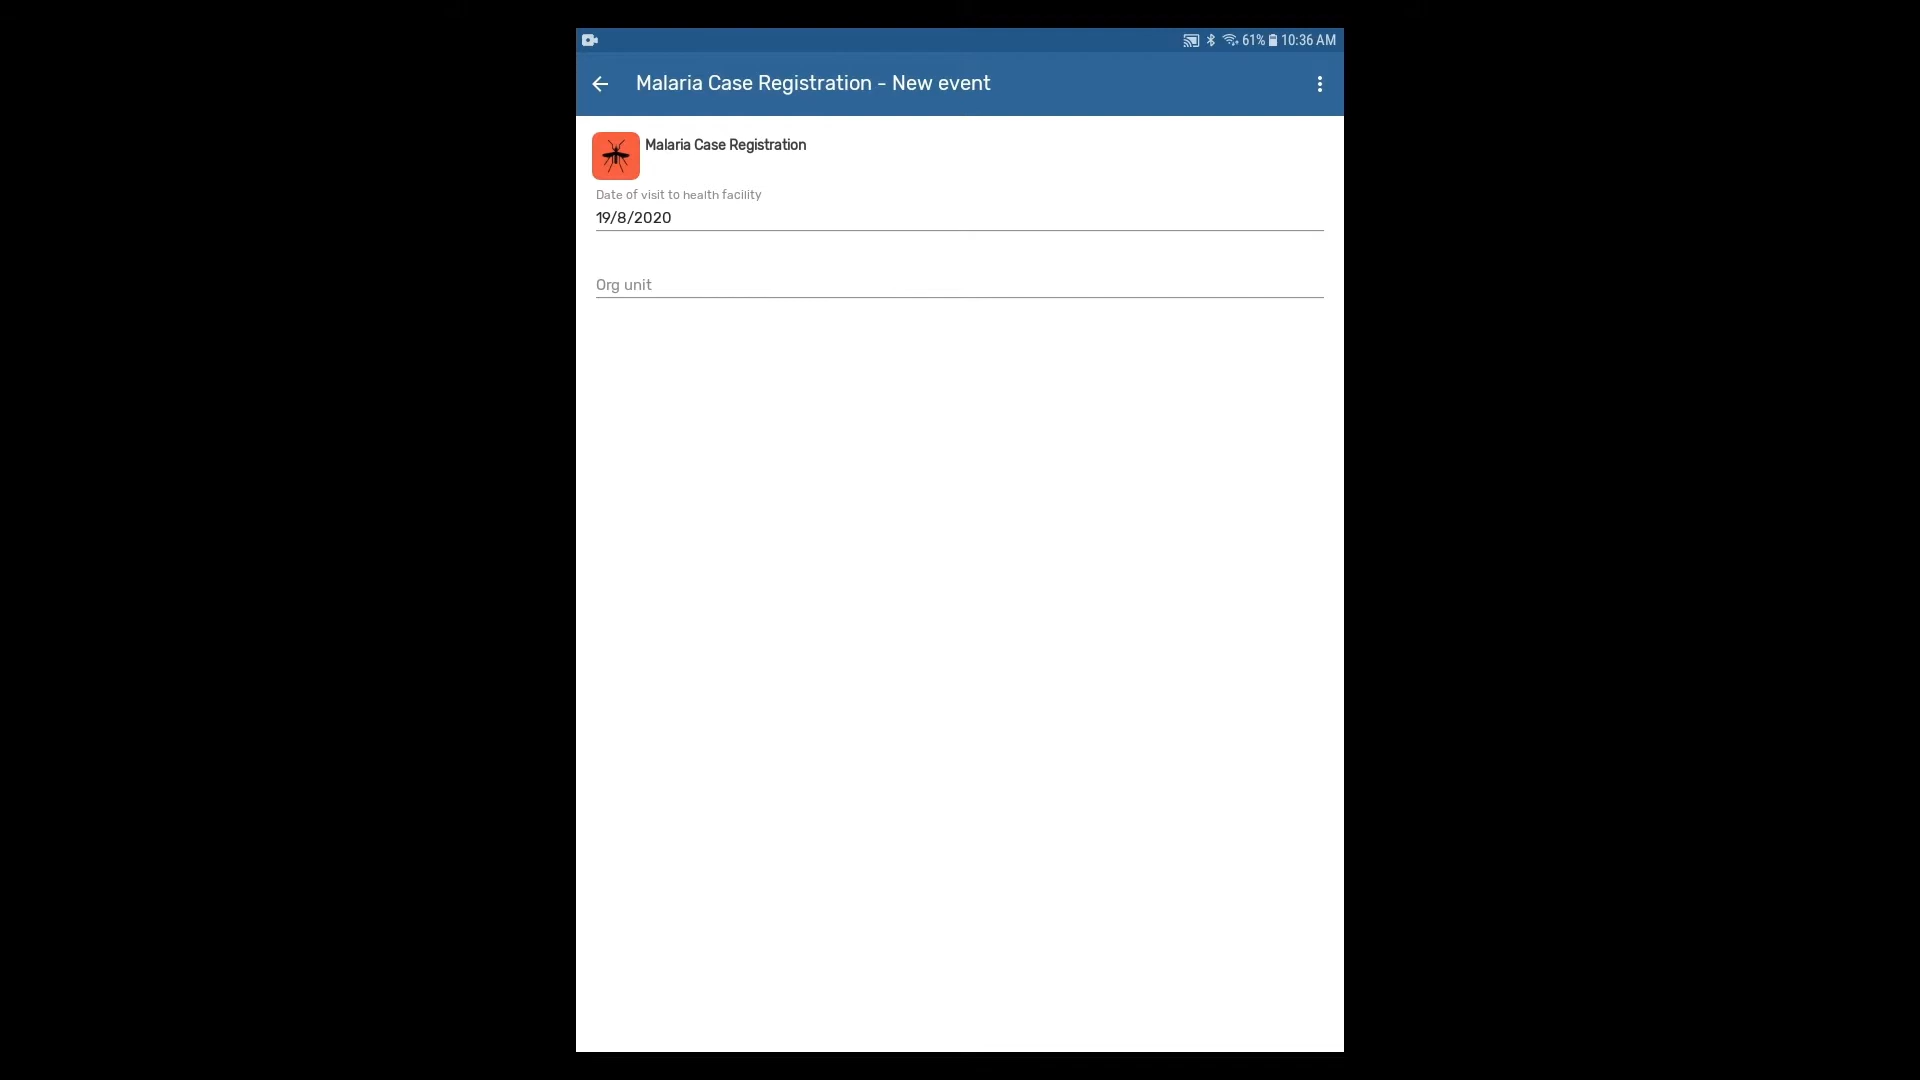 61% 10:36 AM
Malaria Case Registration - New event
Malaria Case Registration
Date of visit to health facility
19/8/2020
Org unit